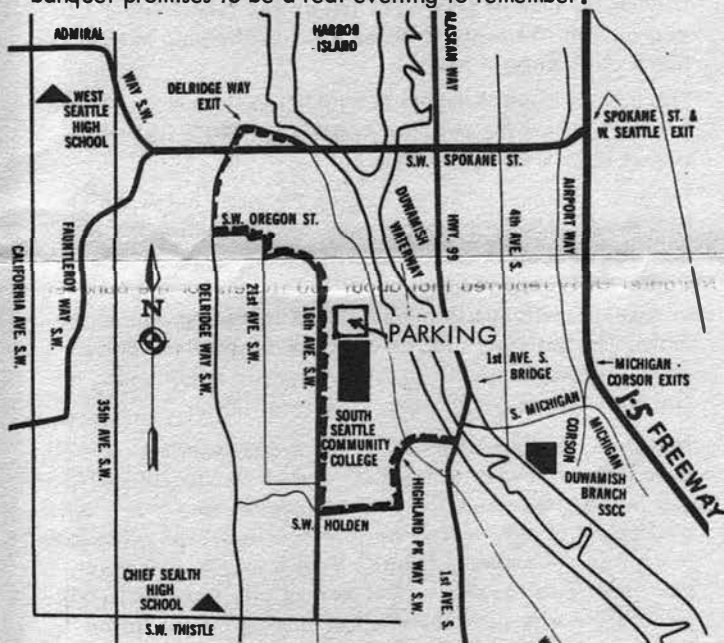 banquet promises to be a real evening to remember!
ADMIRAL
WAY S.W.
WEST
SEATTLE
HIGH
SCHOOL
DELRIDGE WAY
EXIT
HARBOR
ISLAND
ALASKAN WAY
SPOKANE ST. &
W. SEATTLE EXIT
S.W. SPOKANE ST.
S.W. OREGON ST.
DUWAMISH
WATERWAY
HWY. 99
4th AVE. S.
AIRPORT WAY
CALIFORNIA AVE. S.W.
FAUNTLEROY WAY S.W.
35th AVE. S.W.
N
DELRIDGE WAY S.W.
21st AVE. S.W.
16th AVE. S.W.
PARKING
1st AVE. S.
BRIDGE
MICHIGAN
CORSON EXITS
S. MICHIGAN
I-5 FREEWAY
SOUTH
SEATTLE
COMMUNITY
COLLEGE
CORSON
MICHIGAN
DUWAMISH
BRANCH
SSCC
HIGHLAND PK WAY S.W.
S.W. HOLDEN
1st AVE. S.
CHIEF SEALTH
HIGH
SCHOOL
S.W. THISTLE